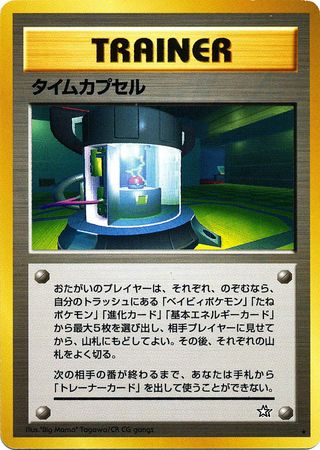 TRAINER
タイムカプセル
おたがいのプレイヤーは、それぞれ、のぞむなら、
自分のトラッシュにある「ベイビィポケモン」「たね
ポケモン」「進化カード」「基本エネルギーカード」
から最大5枚を選び出し、相手プレイヤーに見せて
から、山札にもどしてよい。その後、それぞれの山
札をよく切る。
次の相手の番が終わるまで、あなたは手札から
「トレーナーカード」を出して使うことができない。
Illus."Big Mama" Tagawa/CR CG gangs